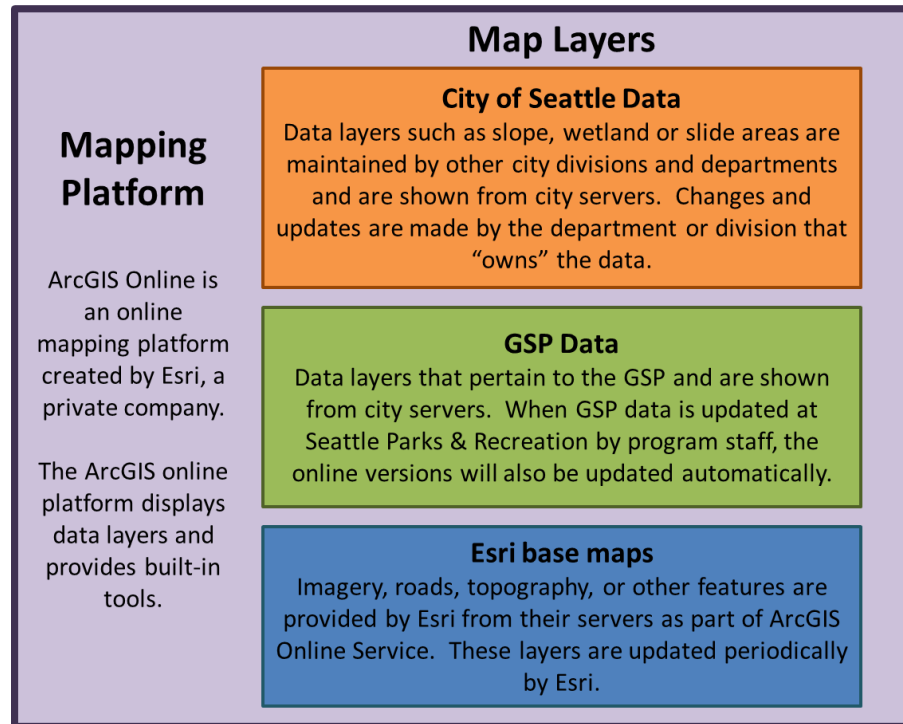 Map Layers
Mapping
Platform
ArcGIS Online is
an online
mapping platform
created by Esri, a
private company.
The ArcGIS online
platform displays
data layers and
provides built-in
tools.
City of Seattle Data
Data layers such as slope, wetland or slide areas are
maintained by other city divisions and departments
and are shown from city servers.  Changes and
updates are made by the department or division that
“owns” the data.
GSP Data
Data layers that pertain to the GSP and are shown
from city servers.  When GSP data is updated at
Seattle Parks & Recreation by program staff, the
online versions will also be updated automatically.
Esri base maps
Imagery, roads, topography, or other features are
provided by Esri from their servers as part of ArcGIS
Online Service.  These layers are updated periodically
by Esri.